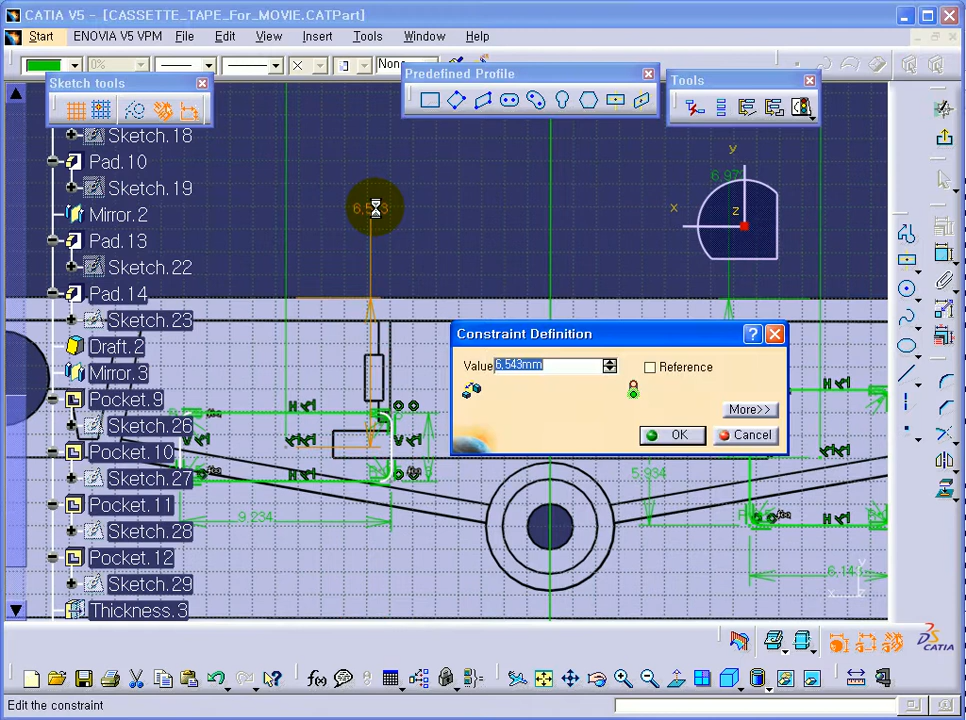 CATIA V5 - [CASSETTE_TAPE_For_MOVIE.CATPart]
Start ENOVIA V5 VPM File Edit View Insert Tools Window Help
0% None
Sketch tools
Predefined Profile
Tools
Sketch.18
Pad.10
Sketch.19
Mirror.2
Pad.13
Sketch.22
Pad.14
Sketch.23
Draft.2
Mirror.3
Pocket.9
Sketch.26
Pocket.10
Sketch.27
Pocket.11
Sketch.28
Pocket.12
Sketch.29
Thickness.3
y
x
z
Constraint Definition
Value 6,543mm
Reference
More>>
OK Cancel
5.934
9.234
6.143
DS CATIA
Edit the constraint